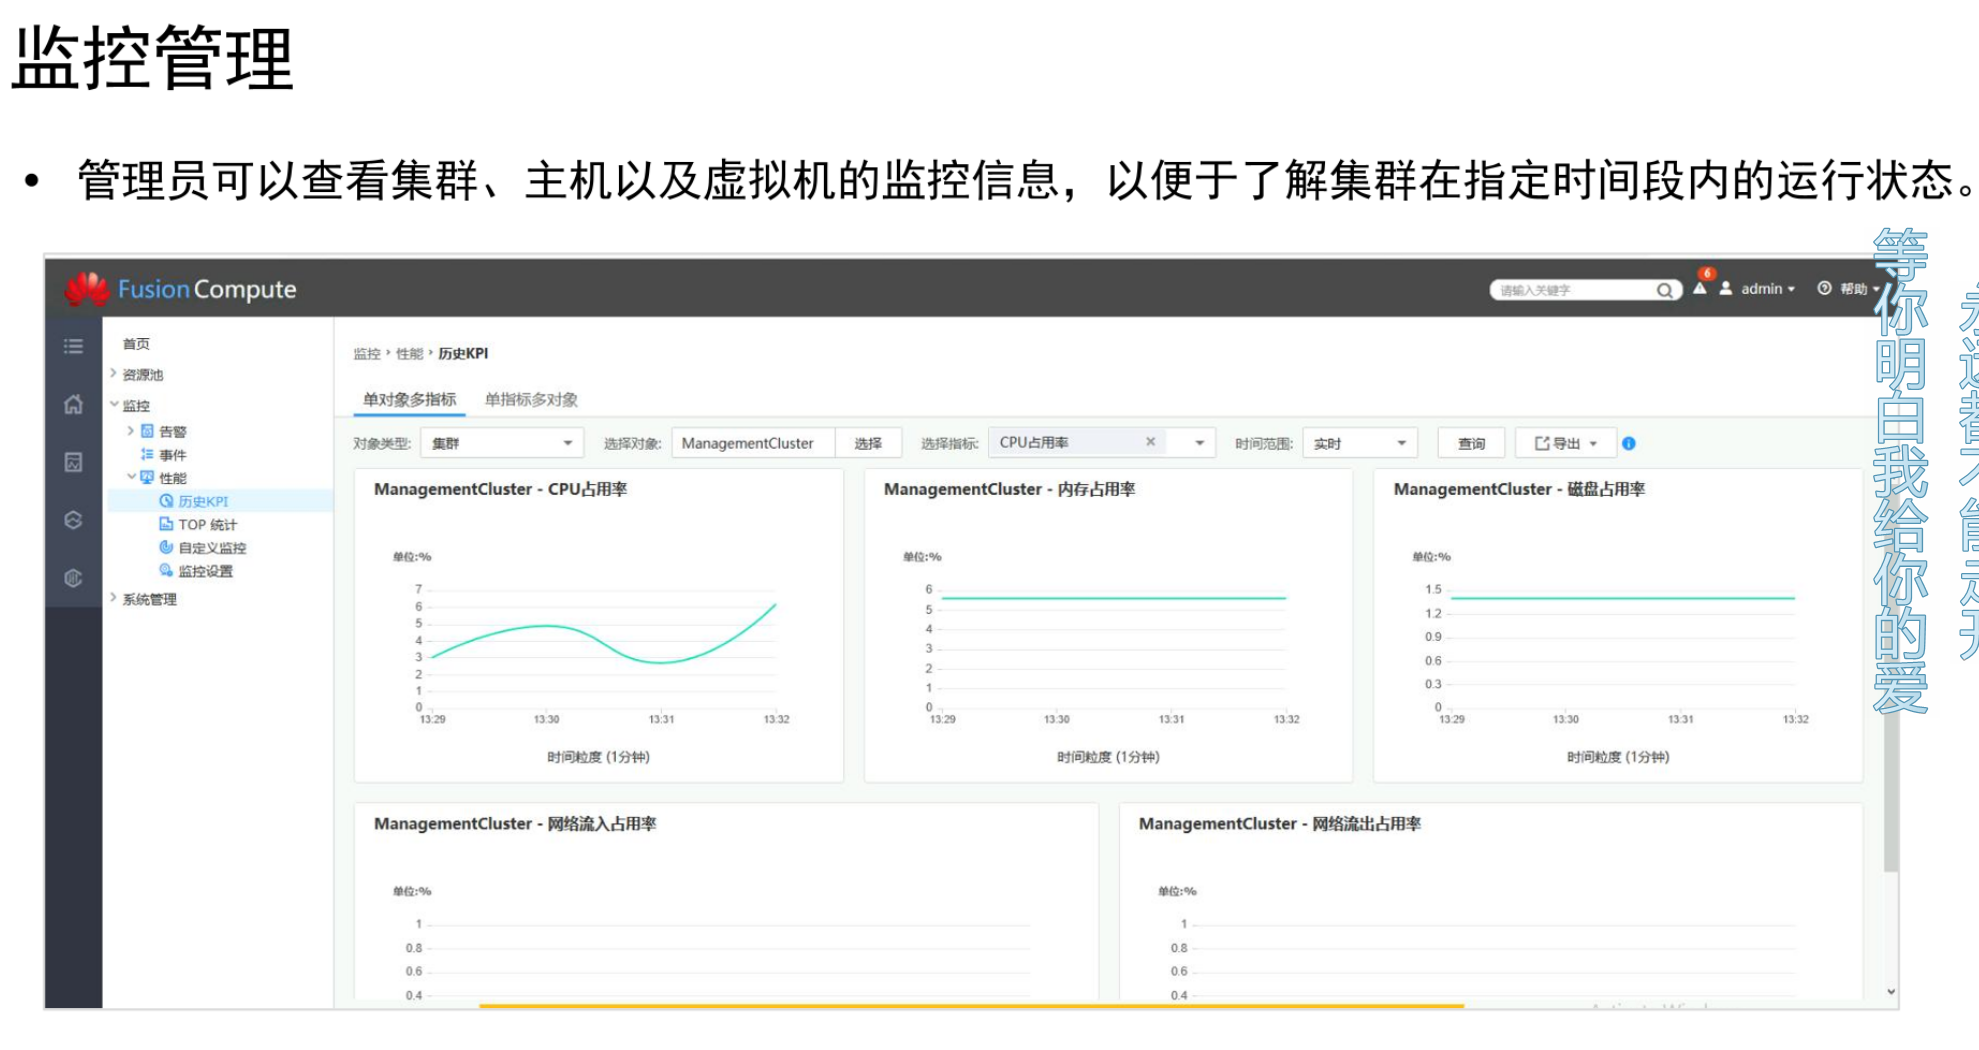 监控管理
• 管理员可以查看集群、主机以及虚拟机的监控信息，以便于了解集群在指定时间段内的运行状态。
FusionCompute
请输入关键字
6
admin
帮助
首页
资源池
监控
告警
事件
性能
历史KPI
TOP 统计
自定义监控
监控设置
系统管理
监控 › 性能 › 历史KPI
单对象多指标 单指标多对象
对象类型: 集群 选择对象: ManagementCluster 选择 选择指标: CPU占用率 × 时间范围: 实时 查询 导出
ManagementCluster - CPU占用率
单位:%
7
6
5
4
3
2
1
0
13:29 13:30 13:31 13:32
时间粒度 (1分钟)
ManagementCluster - 内存占用率
单位:%
6
5
4
3
2
1
0
13:29 13:30 13:31 13:32
时间粒度 (1分钟)
ManagementCluster - 磁盘占用率
单位:%
1.5
1.2
0.9
0.6
0.3
0
13:29 13:30 13:31 13:32
时间粒度 (1分钟)
ManagementCluster - 网络流入占用率
单位:%
1
0.8
0.6
0.4
ManagementCluster - 网络流出占用率
单位:%
1
0.8
0.6
0.4
等你明白我给你的爱